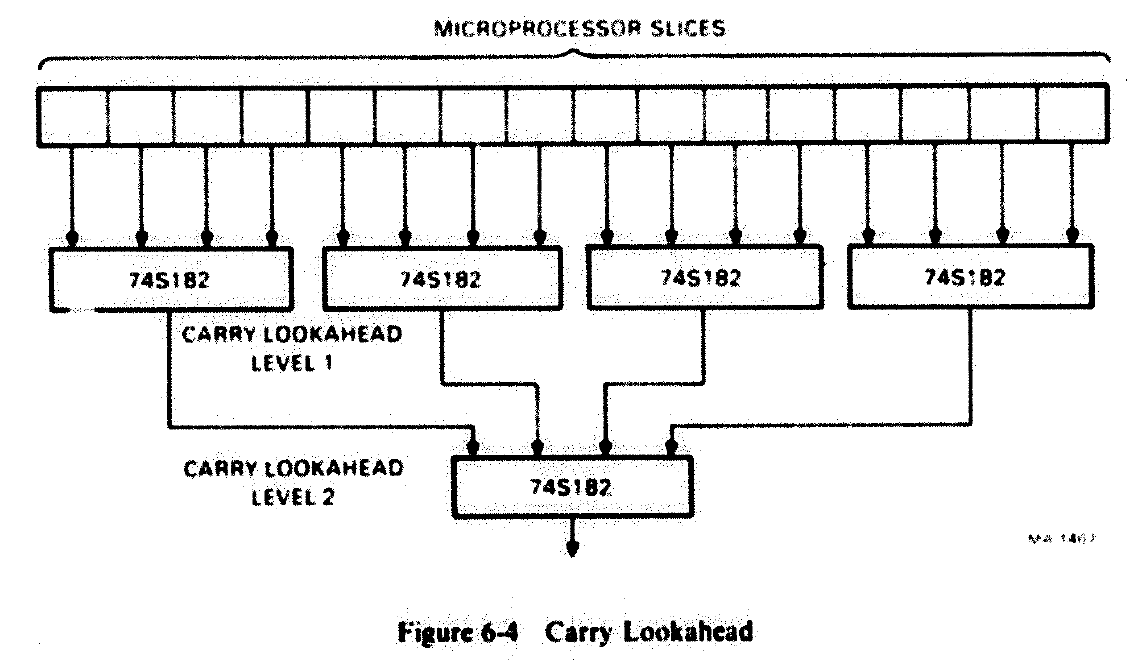 MICROPROCESSOR SLICES
74S182
74S182
74S182
74S182
CARRY LOOKAHEAD
LEVEL 1
CARRY LOOKAHEAD
LEVEL 2
74S182
Figure 6-4 Carry Lookahead